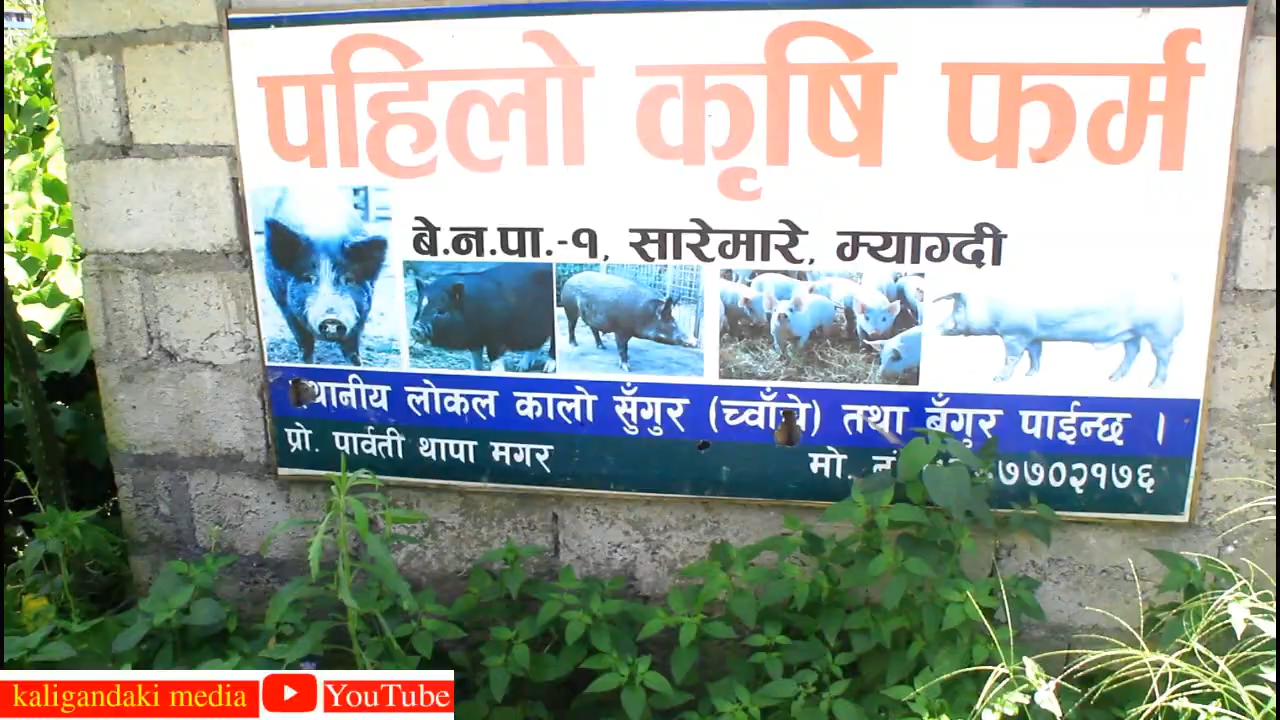 पहिलो कृषि फर्म
बे.न.पा.-१, सारेमारे, म्याग्दी
स्थानीय लोकल कालो सुँगुर (च्वाँचे) तथा बँगुर पाईन्छ ।
प्रो. पार्वती थापा मगर मो. ७७०२१७६
kaligandaki media YouTube